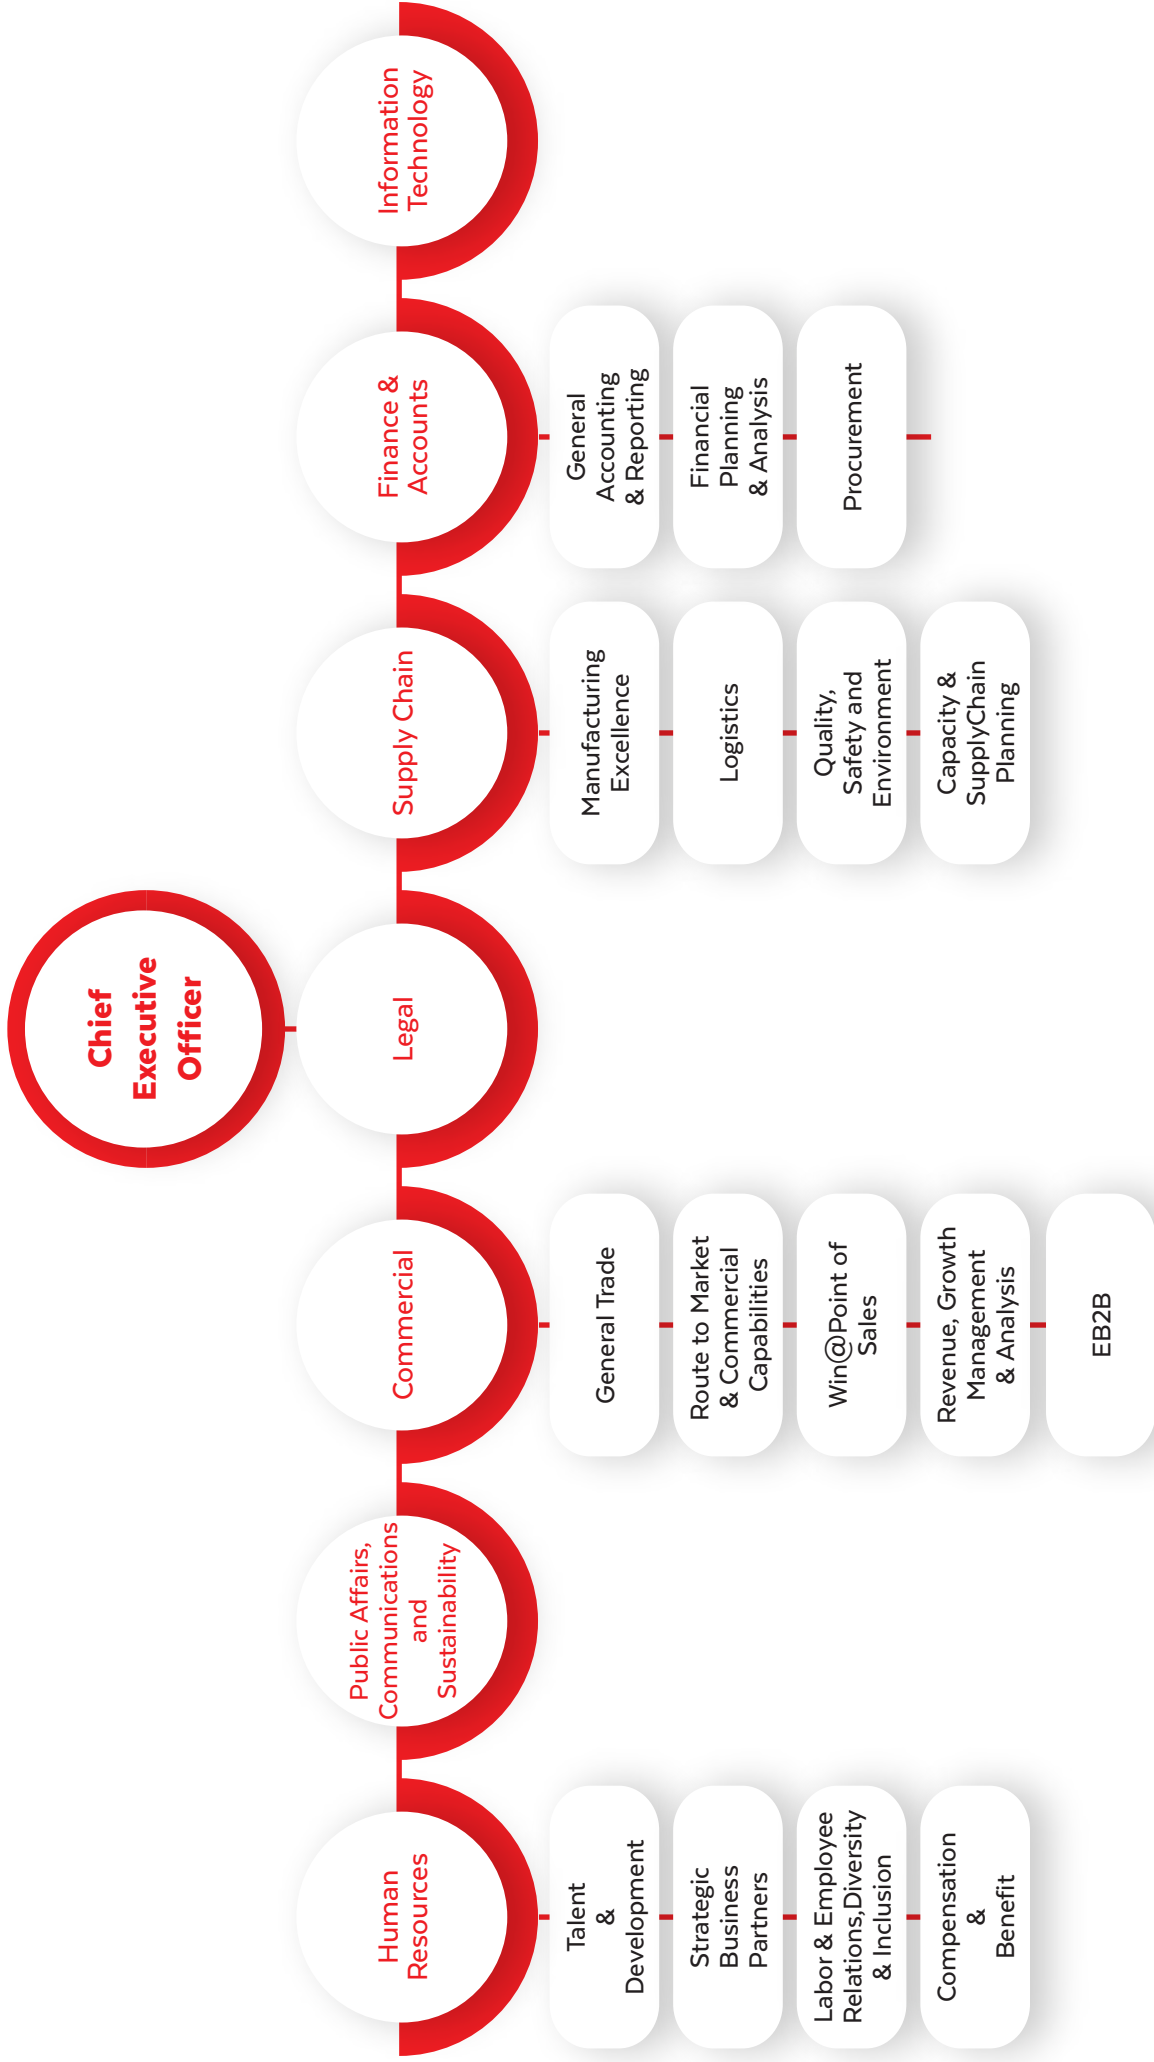 Chief
Executive
Officer
Human
Resources
Public Affairs,
Communications
and
Sustainability
Commercial
Legal
Supply Chain
Finance &
Accounts
Information
Technology
Talent
&
Development
Strategic
Business
Partners
Labor & Employee
Relations,Diversity
& Inclusion
Compensation
&
Benefit
General Trade
Route to Market
& Commercial
Capabilities
Win@Point of
Sales
Revenue, Growth
Management
& Analysis
EB2B
Manufacturing
Excellence
Logistics
Quality,
Safety and
Environment
Capacity &
SupplyChain
Planning
General
Accounting
& Reporting
Financial
Planning
& Analysis
Procurement